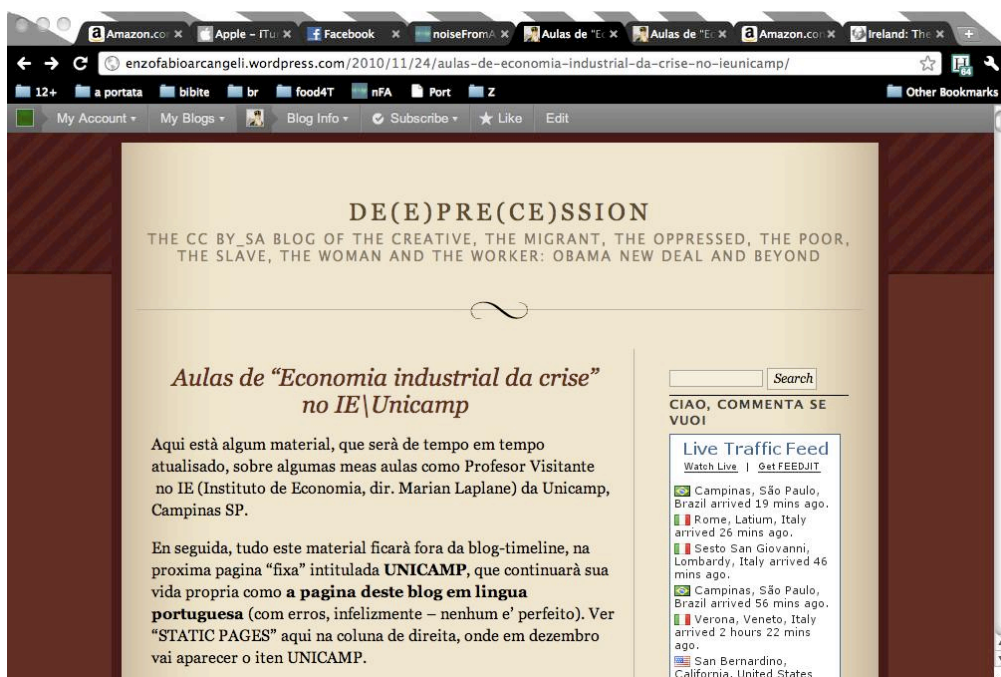 Amazon.co
Apple – iTu
Facebook
noiseFromA
Aulas de "Ec
Aulas de "Ec
Amazon.co
Ireland: The
enzofabioarcangeli.wordpress.com/2010/11/24/aulas-de-economia-industrial-da-crise-no-ieunicamp/
64
12+
a portata
bibite
br
food4T
nFA
Port
Z
Other Bookmarks
My Account
My Blogs
Blog Info
Subscribe
Like
Edit
DE(E)PRE(CE)SSION
THE CC BY_SA BLOG OF THE CREATIVE, THE MIGRANT, THE OPPRESSED, THE POOR,
THE SLAVE, THE WOMAN AND THE WORKER: OBAMA NEW DEAL AND BEYOND
Aulas de “Economia industrial da crise”
no IE\Unicamp
Aqui està algum material, que serà de tempo em tempo
atualisado, sobre algumas meas aulas como Profesor Visitante
no IE (Instituto de Economia, dir. Marian Laplane) da Unicamp,
Campinas SP.
En seguida, tudo este material ficarà fora da blog-timeline, na
proxima pagina “fixa” intitulada UNICAMP, que continuarà sua
vida propria como a pagina deste blog em lingua
portuguesa (com erros, infelizmente – nenhum e’ perfeito). Ver
“STATIC PAGES” aqui na coluna de direita, onde em dezembro
vai aparecer o iten UNICAMP.
Search
CIAO, COMMENTA SE
VUOI
Live Traffic Feed
Watch Live | Get FEEDJIT
Campinas, São Paulo,
Brazil arrived 19 mins ago.
Rome, Latium, Italy
arrived 26 mins ago.
Sesto San Giovanni,
Lombardy, Italy arrived 46
mins ago.
Campinas, São Paulo,
Brazil arrived 56 mins ago.
Verona, Veneto, Italy
arrived 2 hours 22 mins
ago.
San Bernardino,
California, United States